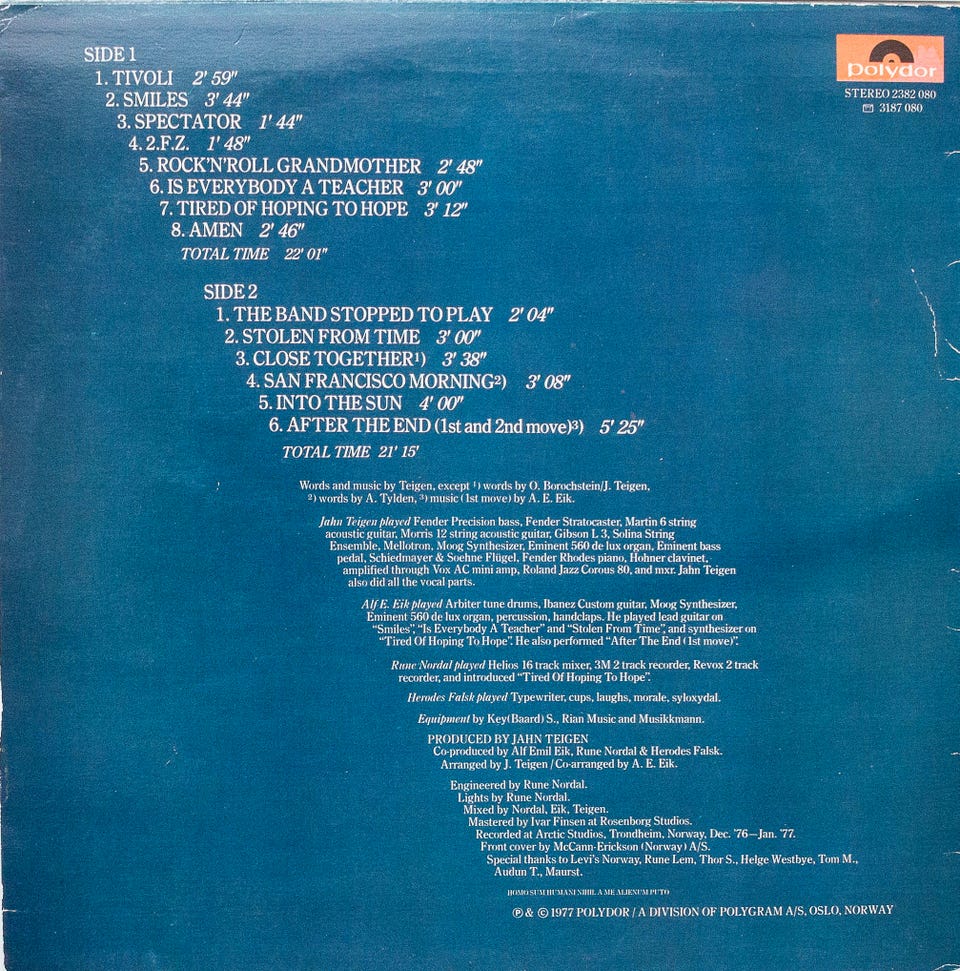 SIDE 1
1. TIVOLI 2' 59"
2. SMILES 3' 44"
3. SPECTATOR 1' 44"
4. 2.F.Z. 1' 48"
5. ROCK'N'ROLL GRANDMOTHER 2' 48"
6. IS EVERYBODY A TEACHER 3' 00"
7. TIRED OF HOPING TO HOPE 3' 12"
8. AMEN 2' 46"
TOTAL TIME 22' 01"
polydor
STEREO 2382 080
3187 080
SIDE 2
1. THE BAND STOPPED TO PLAY 2' 04"
2. STOLEN FROM TIME 3' 00"
3. CLOSE TOGETHER¹) 3' 38"
4. SAN FRANCISCO MORNING²) 3' 08"
5. INTO THE SUN 4' 00"
6. AFTER THE END (1st and 2nd move)³) 5' 25"
TOTAL TIME 21' 15'
Words and music by Teigen, except ¹) words by O. Borochstein/J. Teigen,
²) words by A. Tylden, ³) music (1st move) by A. E. Eik.
Jahn Teigen played Fender Precision bass, Fender Stratocaster, Martin 6 string
acoustic guitar, Morris 12 string acoustic guitar, Gibson L 3, Solina String
Ensemble, Mellotron, Moog Synthesizer, Eminent 560 de lux organ, Eminent bass
pedal, Schiedmayer & Soehne Flügel, Fender Rhodes piano, Hohner clavinet,
amplified through Vox AC mini amp, Roland Jazz Corous 80, and mxr. Jahn Teigen
also did all the vocal parts.
Alf E. Eik played Arbiter tune drums, Ibanez Custom guitar, Moog Synthesizer,
Eminent 560 de lux organ, percussion, handclaps. He played lead guitar on
"Smiles", "Is Everybody A Teacher" and "Stolen From Time", and synthesizer on
"Tired Of Hoping To Hope". He also performed "After The End (1st move)".
Rune Nordal played Helios 16 track mixer, 3M 2 track recorder, Revox 2 track
recorder, and introduced "Tired Of Hoping To Hope".
Herodes Falsk played Typewriter, cups, laughs, morale, syloxydal.
Equipment by Key(Baard) S., Rian Music and Musikkmann.
PRODUCED BY JAHN TEIGEN
Co-produced by Alf Emil Eik, Rune Nordal & Herodes Falsk.
Arranged by J. Teigen / Co-arranged by A. E. Eik.
Engineered by Rune Nordal.
Lights by Rune Nordal.
Mixed by Nordal, Eik, Teigen.
Mastered by Ivar Finsen at Rosenborg Studios.
Recorded at Arctic Studios, Trondheim, Norway, Dec. '76—Jan. '77.
Front cover by McCann-Erickson (Norway) A/S.
Special thanks to Levi's Norway, Rune Lem, Thor S., Helge Westbye, Tom M.,
Audun T., Maurst.
HOMO SUM HUMANI NIHIL A ME ALIENUM PUTO
℗ & © 1977 POLYDOR / A DIVISION OF POLYGRAM A/S, OSLO, NORWAY